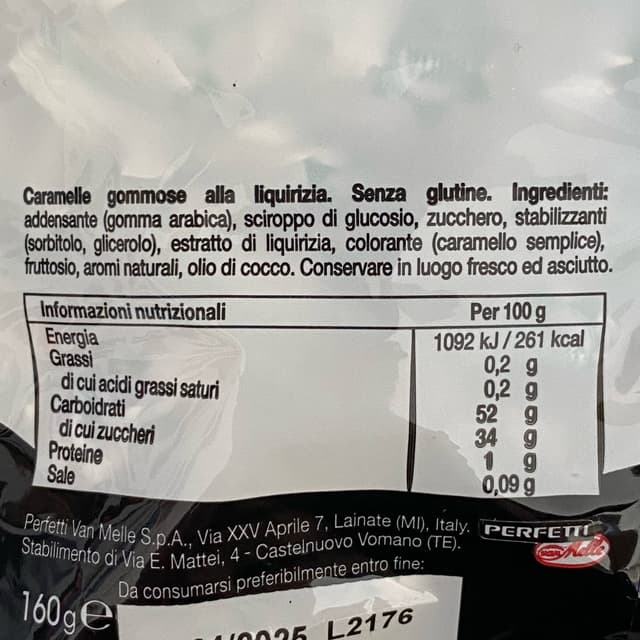 Caramelle gommose alla liquirizia. Senza glutine. Ingredienti:
addensante (gomma arabica), sciroppo di glucosio, zucchero, stabilizzanti
(sorbitolo, glicerolo), estratto di liquirizia, colorante (caramello semplice),
fruttosio, aromi naturali, olio di cocco. Conservare in luogo fresco ed asciutto.
Informazioni nutrizionali Per 100 g
Energia 1092 kJ / 261 kcal
Grassi 0,2 g
di cui acidi grassi saturi 0,2 g
Carboidrati 52 g
di cui zuccheri 34 g
Proteine 1 g
Sale 0,09 g
Perfetti Van Melle S.p.A., Via XXV Aprile 7, Lainate (MI), Italy.
Stabilimento di Via E. Mattei, 4 - Castelnuovo Vomano (TE).
PERFETTI
van Melle
Da consumarsi preferibilmente entro fine:
160g e
L2176